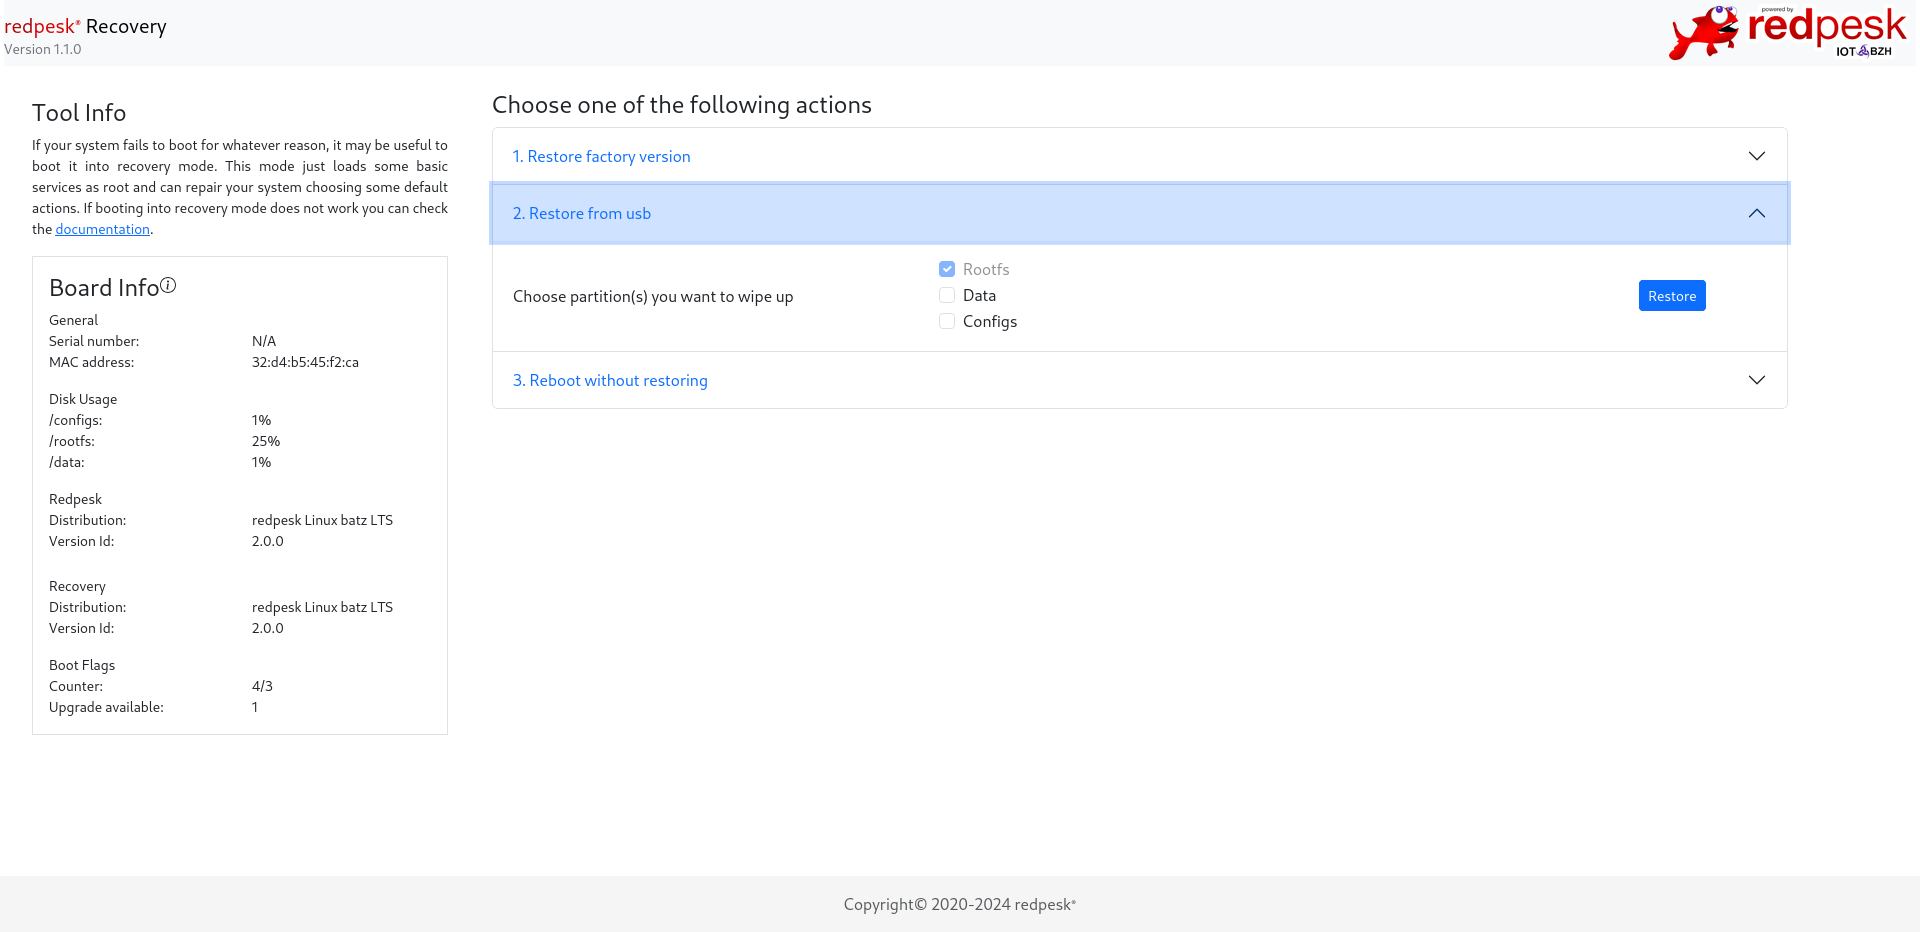 redpesk® Recovery
Version 1.1.0
powered by
redpesk
IOT BZH
Tool Info
If your system fails to boot for whatever reason, it may be useful to
boot it into recovery mode. This mode just loads some basic
services as root and can repair your system choosing some default
actions. If booting into recovery mode does not work you can check
the documentation.
Board Info
General
Serial number: N/A
MAC address: 32:d4:b5:45:f2:ca
Disk Usage
/configs: 1%
/rootfs: 25%
/data: 1%
Redpesk
Distribution: redpesk Linux batz LTS
Version Id: 2.0.0
Recovery
Distribution: redpesk Linux batz LTS
Version Id: 2.0.0
Boot Flags
Counter: 4/3
Upgrade available: 1
Choose one of the following actions
1. Restore factory version
2. Restore from usb
Choose partition(s) you want to wipe up
Rootfs
Data
Configs
Restore
3. Reboot without restoring
Copyright© 2020-2024 redpesk®